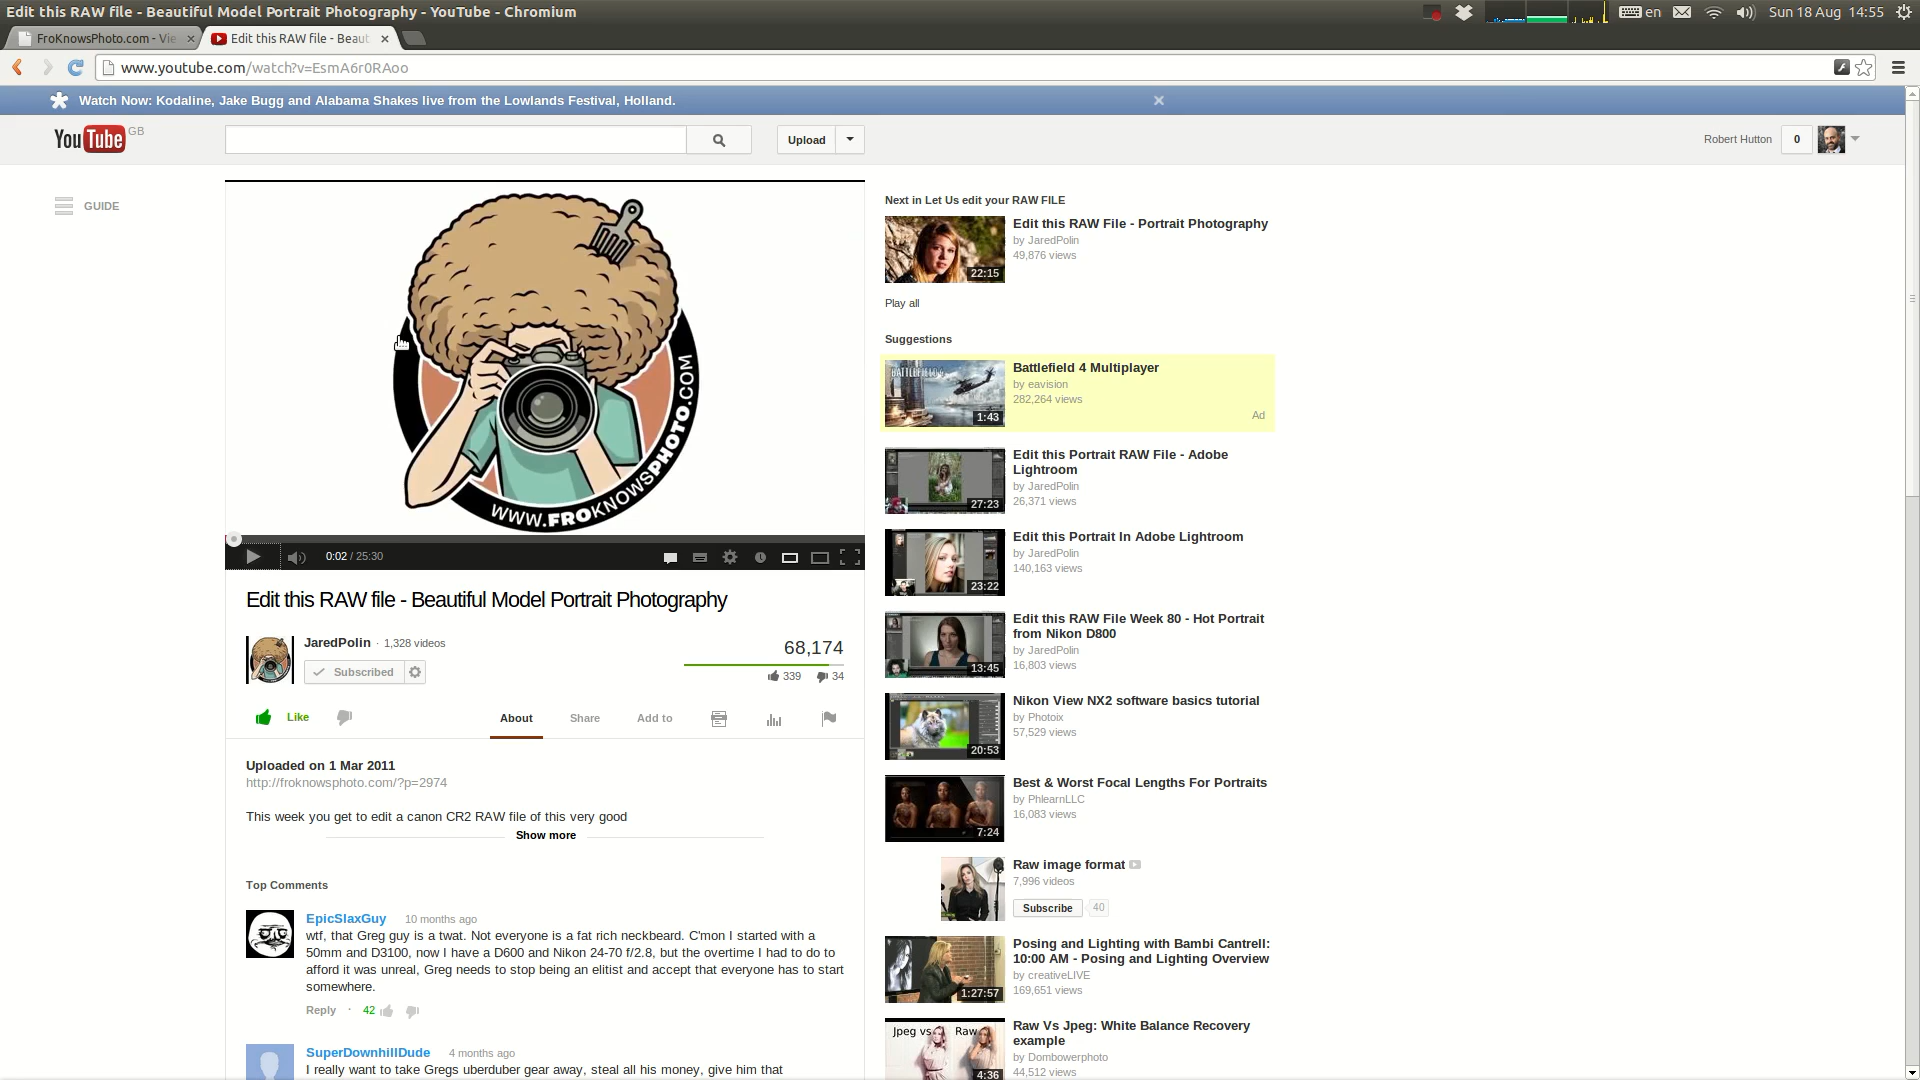 Edit this RAW file - Beautiful Model Portrait Photography - YouTube - Chromium
en
Sun 18 Aug 14:55
FroKnowsPhoto.com - Vie
Edit this RAW file - Beaut
www.youtube.com/watch?v=EsmA6r0RAoo
Watch Now: Kodaline, Jake Bugg and Alabama Shakes live from the Lowlands Festival, Holland.
YouTube GB
Upload
Robert Hutton
0
GUIDE
WWW.FROKNOWSPHOTO.COM
0:02 / 25:30
Edit this RAW file - Beautiful Model Portrait Photography
JaredPolin · 1,328 videos
Subscribed
68,174
339 34
Like
About Share Add to
Uploaded on 1 Mar 2011
http://froknowsphoto.com/?p=2974
This week you get to edit a canon CR2 RAW file of this very good
Show more
Top Comments
EpicSlaxGuy 10 months ago
wtf, that Greg guy is a twat. Not everyone is a fat rich neckbeard. C'mon I started with a
50mm and D3100, now I have a D600 and Nikon 24-70 f/2.8, but the overtime I had to do to
afford it was unreal, Greg needs to stop being an elitist and accept that everyone has to start
somewhere.
Reply · 42
SuperDownhillDude 4 months ago
I really want to take Gregs uberduber gear away, steal all his money, give him that
Next in Let Us edit your RAW FILE
Edit this RAW File - Portrait Photography
by JaredPolin
49,876 views
22:15
Play all
Suggestions
BATTLEFIELD 4
Battlefield 4 Multiplayer
by eavision
282,264 views
1:43
Ad
Edit this Portrait RAW File - Adobe
Lightroom
by JaredPolin
26,371 views
27:23
Edit this Portrait In Adobe Lightroom
by JaredPolin
140,163 views
23:22
Edit this RAW File Week 80 - Hot Portrait
from Nikon D800
by JaredPolin
16,803 views
13:45
Nikon View NX2 software basics tutorial
by Photoix
57,529 views
20:53
Best & Worst Focal Lengths For Portraits
by PhlearnLLC
16,083 views
7:24
Raw image format
7,996 videos
Subscribe 40
Posing and Lighting with Bambi Cantrell:
10:00 AM - Posing and Lighting Overview
by creativeLIVE
169,651 views
1:27:57
Jpeg vs. Raw
Raw Vs Jpeg: White Balance Recovery
example
by Dombowerphoto
44,512 views
4:36